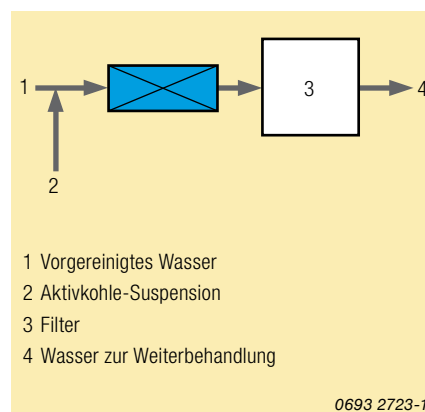 1
3
4
2
1 Vorgereinigtes Wasser
2 Aktivkohle-Suspension
3 Filter
4 Wasser zur Weiterbehandlung
0693 2723-1